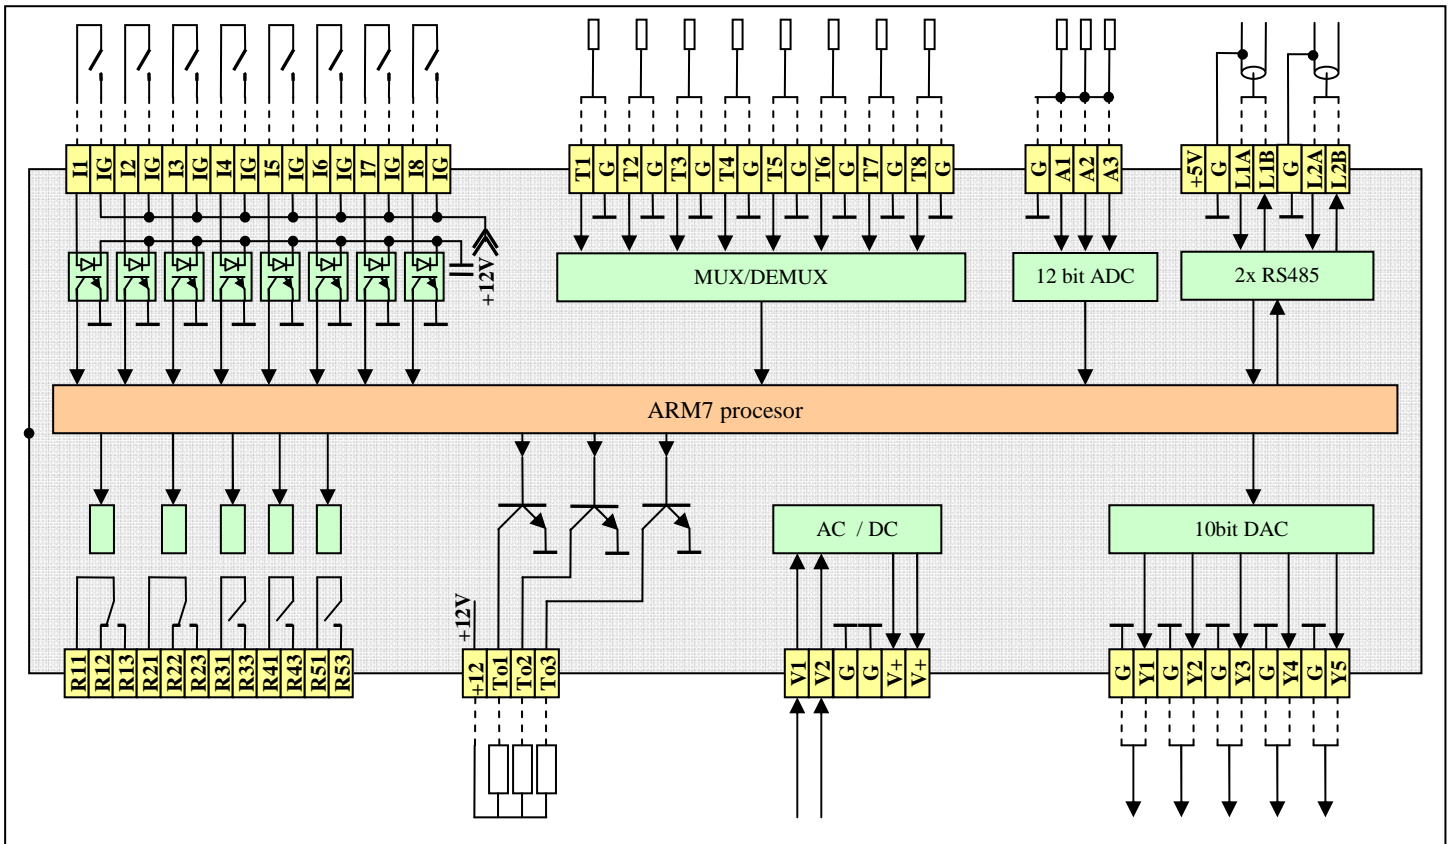 I1 IG I2 IG I3 IG I4 IG I5 IG I6 IG I7 IG I8 IG
T1 G T2 G T3 G T4 G T5 G T6 G T7 G T8 G
G A1 A2 A3
+5V G L1A L1B G L2A L2B
+12V
MUX/DEMUX
12 bit ADC
2x RS485
ARM7 procesor
AC / DC
10bit DAC
+12V
R11 R12 R13 R21 R22 R23 R31 R33 R41 R43 R51 R53
+12 To1 To2 To3
V1 V2 G G V+ V+
G Y1 G Y2 G Y3 G Y4 G Y5